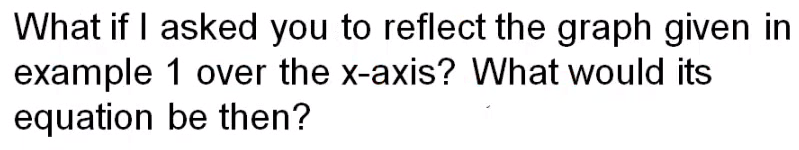 What if I asked you to reflect the graph given in
example 1 over the x-axis? What would its
equation be then?